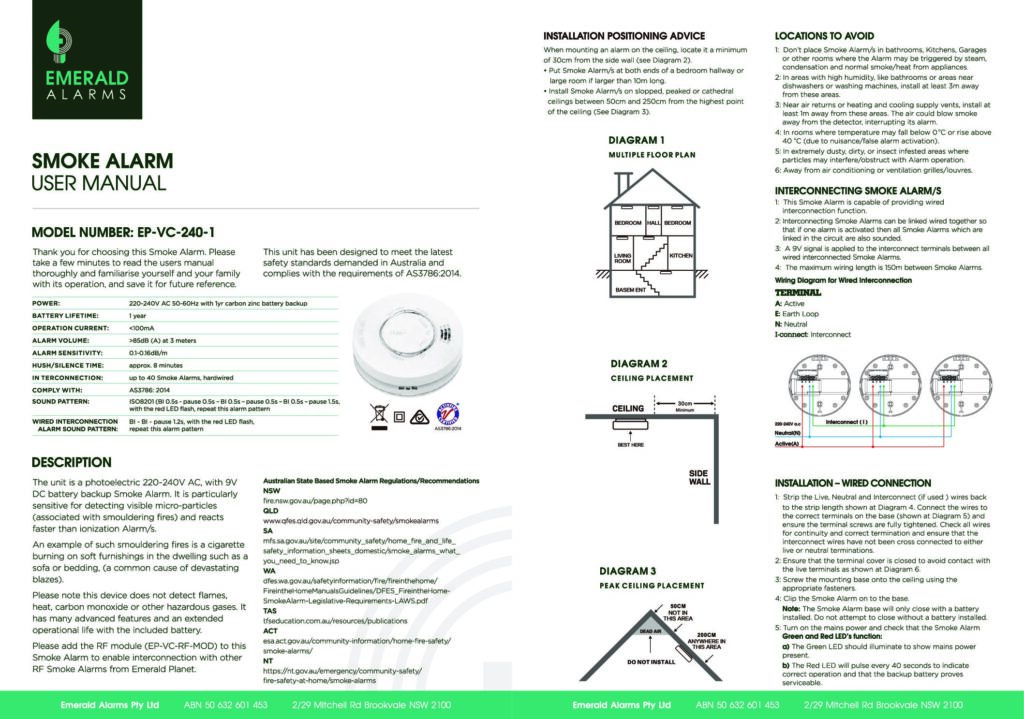 EMERALD
ALARMS
SMOKE ALARM
USER MANUAL
MODEL NUMBER: EP-VC-240-1
Thank you for choosing this Smoke Alarm. Please
take a few minutes to read the users manual
thoroughly and familiarise yourself and your family
with its operation, and save it for future reference.
This unit has been designed to meet the latest
safety standards demanded in Australia and
complies with the requirements of AS3786:2014.
POWER: 220-240V AC 50-60Hz with 1yr carbon zinc battery backup
BATTERY LIFETIME: 1 year
OPERATION CURRENT: <100mA
ALARM VOLUME: >85dB (A) at 3 meters
ALARM SENSITIVITY: 0.1-0.16dB/m
HUSH/SILENCE TIME: approx. 8 minutes
IN TERCONNECTION: up to 40 Smoke Alarms, hardwired
COMPLY WITH: AS3786: 2014
SOUND PATTERN: ISO8201 (BI 0.5s - pause 0.5s - BI 0.5s - pause 0.5s - BI 0.5s - pause 1.5s,
with the red LED flash, repeat this alarm pattern
WIRED INTERCONNECTION BI - BI - pause 1.2s, with the red LED flash,
ALARM SOUND PATTERN: repeat this alarm pattern
AS3786:2014
DESCRIPTION
The unit is a photoelectric 220-240V AC, with 9V
DC battery backup Smoke Alarm. It is particularly
sensitive for detecting visible micro-particles
(associated with smouldering fires) and reacts
faster than ionization Alarm/s.
An example of such smouldering fires is a cigarette
burning on soft furnishings in the dwelling such as a
sofa or bedding, (a common cause of devastating
blazes).
Please note this device does not detect flames,
heat, carbon monoxide or other hazardous gases. It
has many advanced features and an extended
operational life with the included battery.
Please add the RF module (EP-VC-RF-MOD) to this
Smoke Alarm to enable interconnection with other
RF Smoke Alarms from Emerald Planet.
Australian State Based Smoke Alarm Regulations/Recommendations
NSW
fire.nsw.gov.au/page.php?id=80
QLD
www.qfes.qld.gov.au/community-safety/smokealarms
SA
mfs.sa.gov.au/site/community_safety/home_fire_and_life_
safety_information_sheets_domestic/smoke_alarms_what_
you_need_to_know.jsp
WA
dfes.wa.gov.au/safetyinformation/fire/fireinthehome/
FireintheHomeManualsGuidelines/DFES_FireintheHome-
SmokeAlarm-Legislative-Requirements-LAWS.pdf
TAS
tfseducation.com.au/resources/publications
ACT
esa.act.gov.au/community-information/home-fire-safety/
smoke-alarms/
NT
https://nt.gov.au/emergency/community-safety/
fire-safety-at-home/smoke-alarms
Emerald Alarms Pty Ltd ABN 50 632 601 453 2/29 Mitchell Rd Brookvale NSW 2100
INSTALLATION POSITIONING ADVICE
When mounting an alarm on the ceiling, locate it a minimum
of 30cm from the side wall (see Diagram 2).
• Put Smoke Alarm/s at both ends of a bedroom hallway or
large room if larger than 10m long.
• Install Smoke Alarm/s on slopped, peaked or cathedral
ceilings between 50cm and 250cm from the highest point
of the ceiling (See Diagram 3).
DIAGRAM 1
MULTIPLE FLOOR PLAN
BEDROOM HALL BEDROOM
LIVING
ROOM
KITCHEN
BASEM ENT
DIAGRAM 2
CEILING PLACEMENT
CEILING
30cm
Minimum
BEST HERE
SIDE
WALL
DIAGRAM 3
PEAK CEILING PLACEMENT
50CM
NOT IN
THIS AREA
DEAD AIR
200CM
ANYWHERE IN
THIS AREA
DO NOT INSTALL
LOCATIONS TO AVOID
1: Don't place Smoke Alarm/s in bathrooms, Kitchens, Garages
or other rooms where the Alarm may be triggered by steam,
condensation and normal smoke/heat from appliances.
2: In areas with high humidity, like bathrooms or areas near
dishwashers or washing machines, install at least 3m away
from these areas.
3: Near air returns or heating and cooling supply vents, install at
least 1m away from these areas. The air could blow smoke
away from the detector, interrupting its alarm.
4: In rooms where temperature may fall below 0°C or rise above
40 °C (due to nuisance/false alarm activation).
5: In extremely dusty, dirty, or insect infested areas where
particles may interfere/obstruct with Alarm operation.
6: Away from air conditioning or ventilation grilles/louvres.
INTERCONNECTING SMOKE ALARM/S
1: This Smoke Alarm is capable of providing wired
interconnection function.
2: Interconnecting Smoke Alarms can be linked wired together so
that if one alarm is activated then all Smoke Alarms which are
linked in the circuit are also sounded.
3: A 9V signal is applied to the interconnect terminals between all
wired interconnected Smoke Alarms.
4: The maximum wiring length is 150m between Smoke Alarms.
Wiring Diagram for Wired Interconnection
TERMINAL
A: Active
E: Earth Loop
N: Neutral
I-connect: Interconnect
220-240V a.c
Interconnect ( I )
Neutral(N)
Active(A)
INSTALLATION – WIRED CONNECTION
1: Strip the Live, Neutral and Interconnect (if used ) wires back
to the strip length shown at Diagram 4. Connect the wires to
the correct terminals on the base (shown at Diagram 5) and
ensure the terminal screws are fully tightened. Check all wires
for continuity and correct termination and ensure that the
Interconnect wires have not been cross connected to either
live or neutral terminations.
2: Ensure that the terminal cover is closed to avoid contact with
the live terminals as shown at Diagram 6.
3: Screw the mounting base onto the ceiling using the
appropriate fasteners.
4: Clip the Smoke Alarm on to the base.
Note: The Smoke Alarm base will only close with a battery
installed. Do not attempt to close without a battery installed.
5: Turn on the mains power and check that the Smoke Alarm
Green and Red LED's function:
a) The Green LED should illuminate to show mains power
present.
b) The Red LED will pulse every 40 seconds to indicate
correct operation and that the backup battery proves
serviceable.
Emerald Alarms Pty Ltd ABN 50 632 601 453 2/29 Mitchell Rd Brookvale NSW 2100